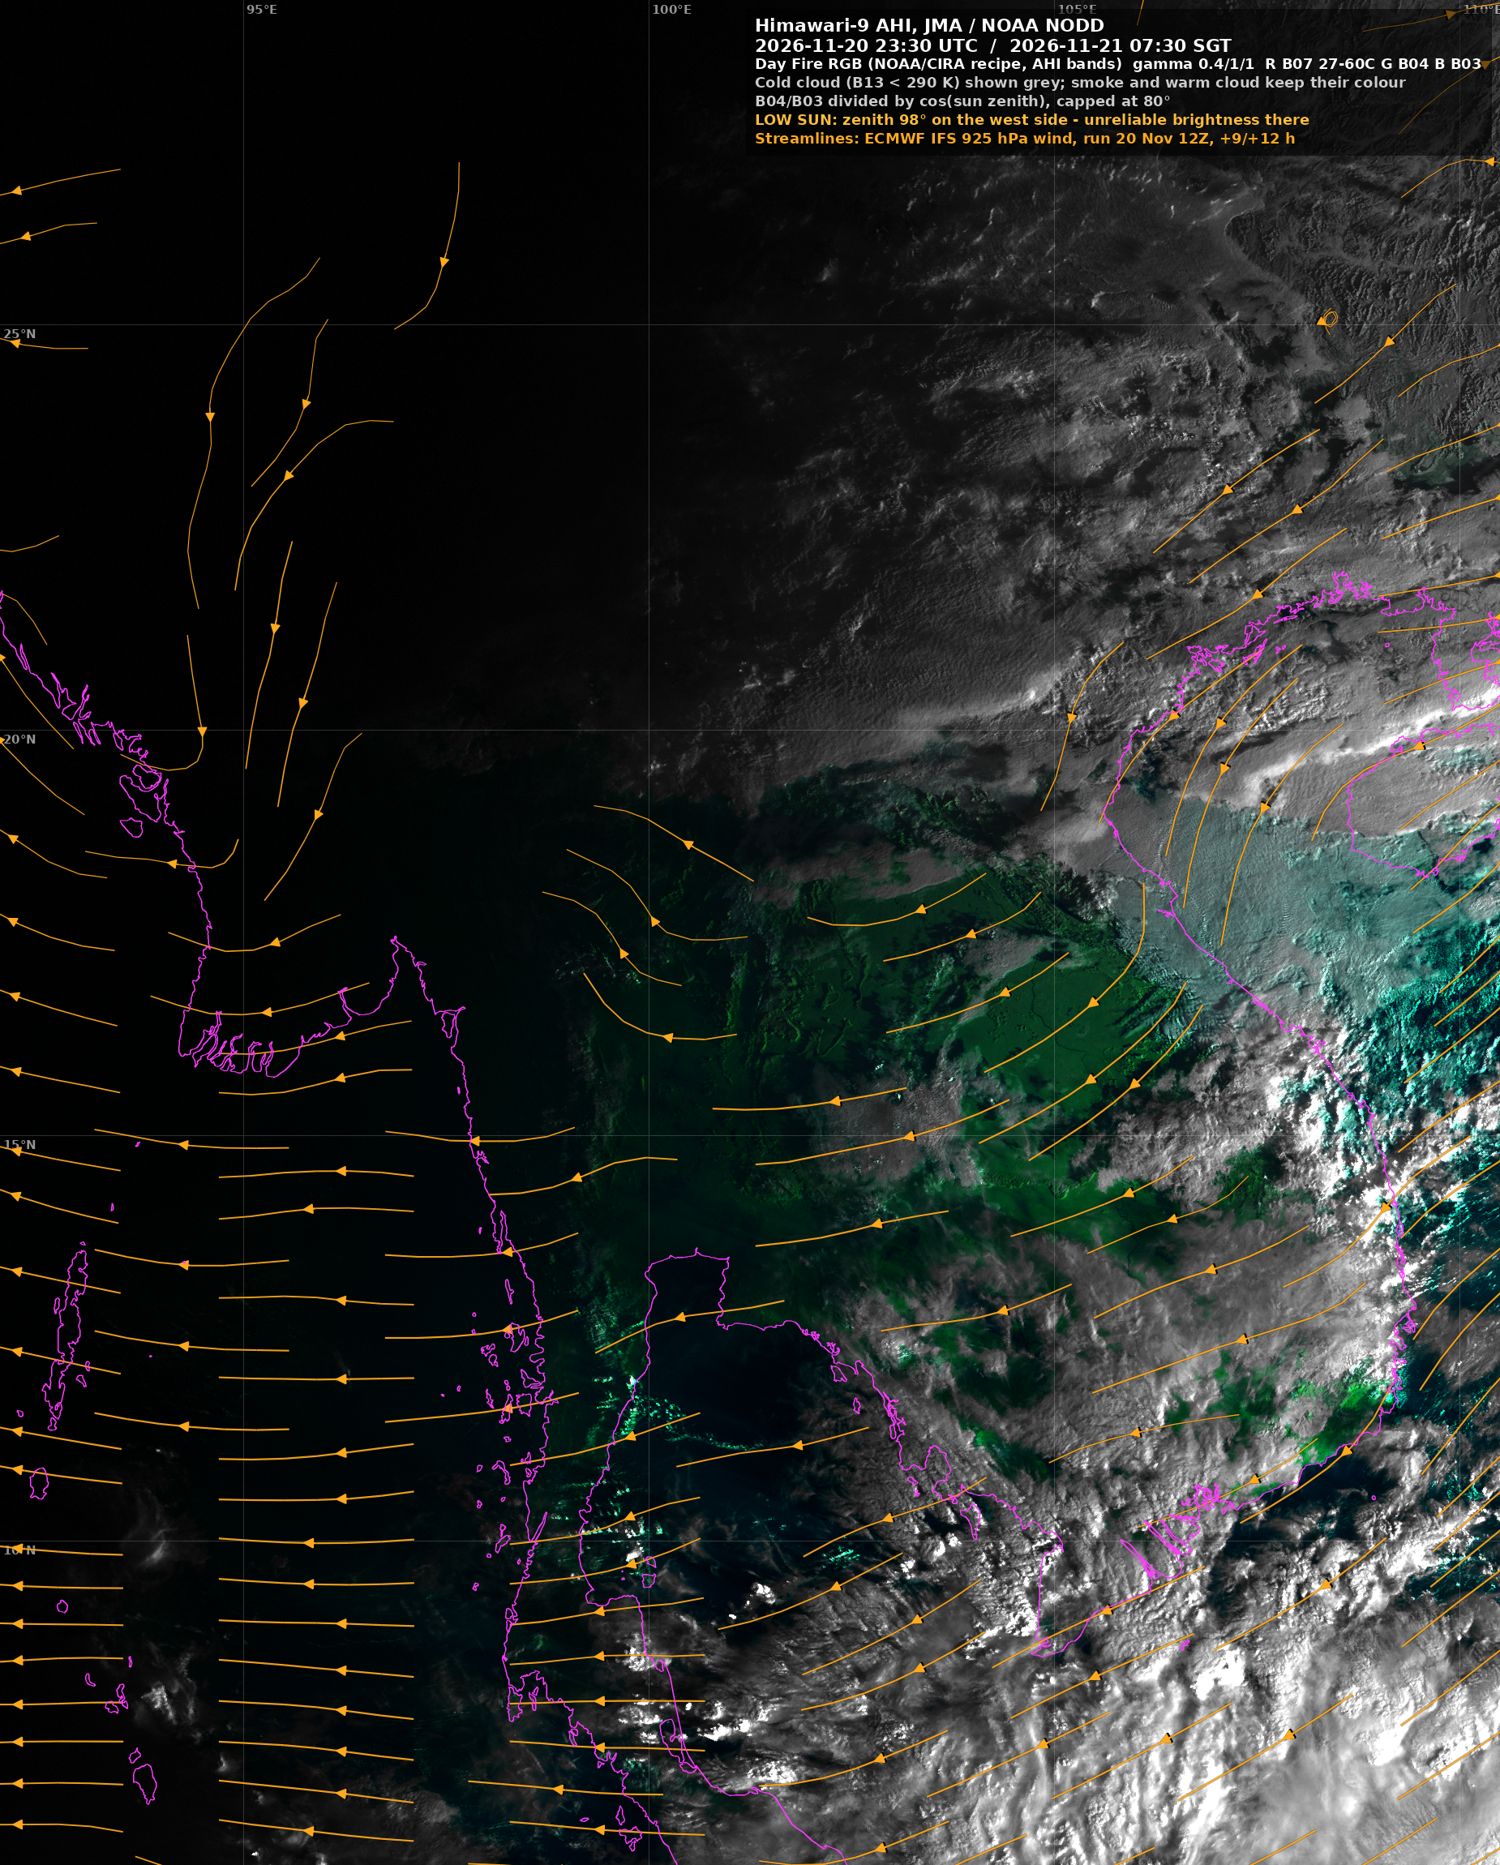 95°E
100°E
105°E
110°E
Himawari-9 AHI, JMA / NOAA NODD
2026-11-20 23:30 UTC / 2026-11-21 07:30 SGT
Day Fire RGB (NOAA/CIRA recipe, AHI bands) gamma 0.4/1/1 R B07 27-60C G B04 B B03
Cold cloud (B13 < 290 K) shown grey; smoke and warm cloud keep their colour
B04/B03 divided by cos(sun zenith), capped at 80°
LOW SUN: zenith 98° on the west side - unreliable brightness there
Streamlines: ECMWF IFS 925 hPa wind, run 20 Nov 12Z, +9/+12 h
25°N
20°N
15°N
10°N